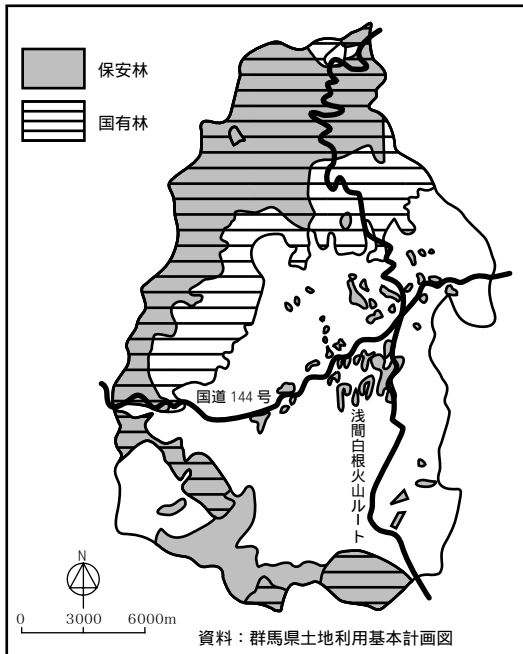 保安林
国有林
国道 144 号
浅間白根火山ルート
N
0 3000 6000m
資料：群馬県土地利用基本計画図